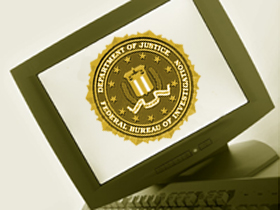 DEPARTMENT OF JUSTICE
FEDERAL BUREAU OF INVESTIGATION